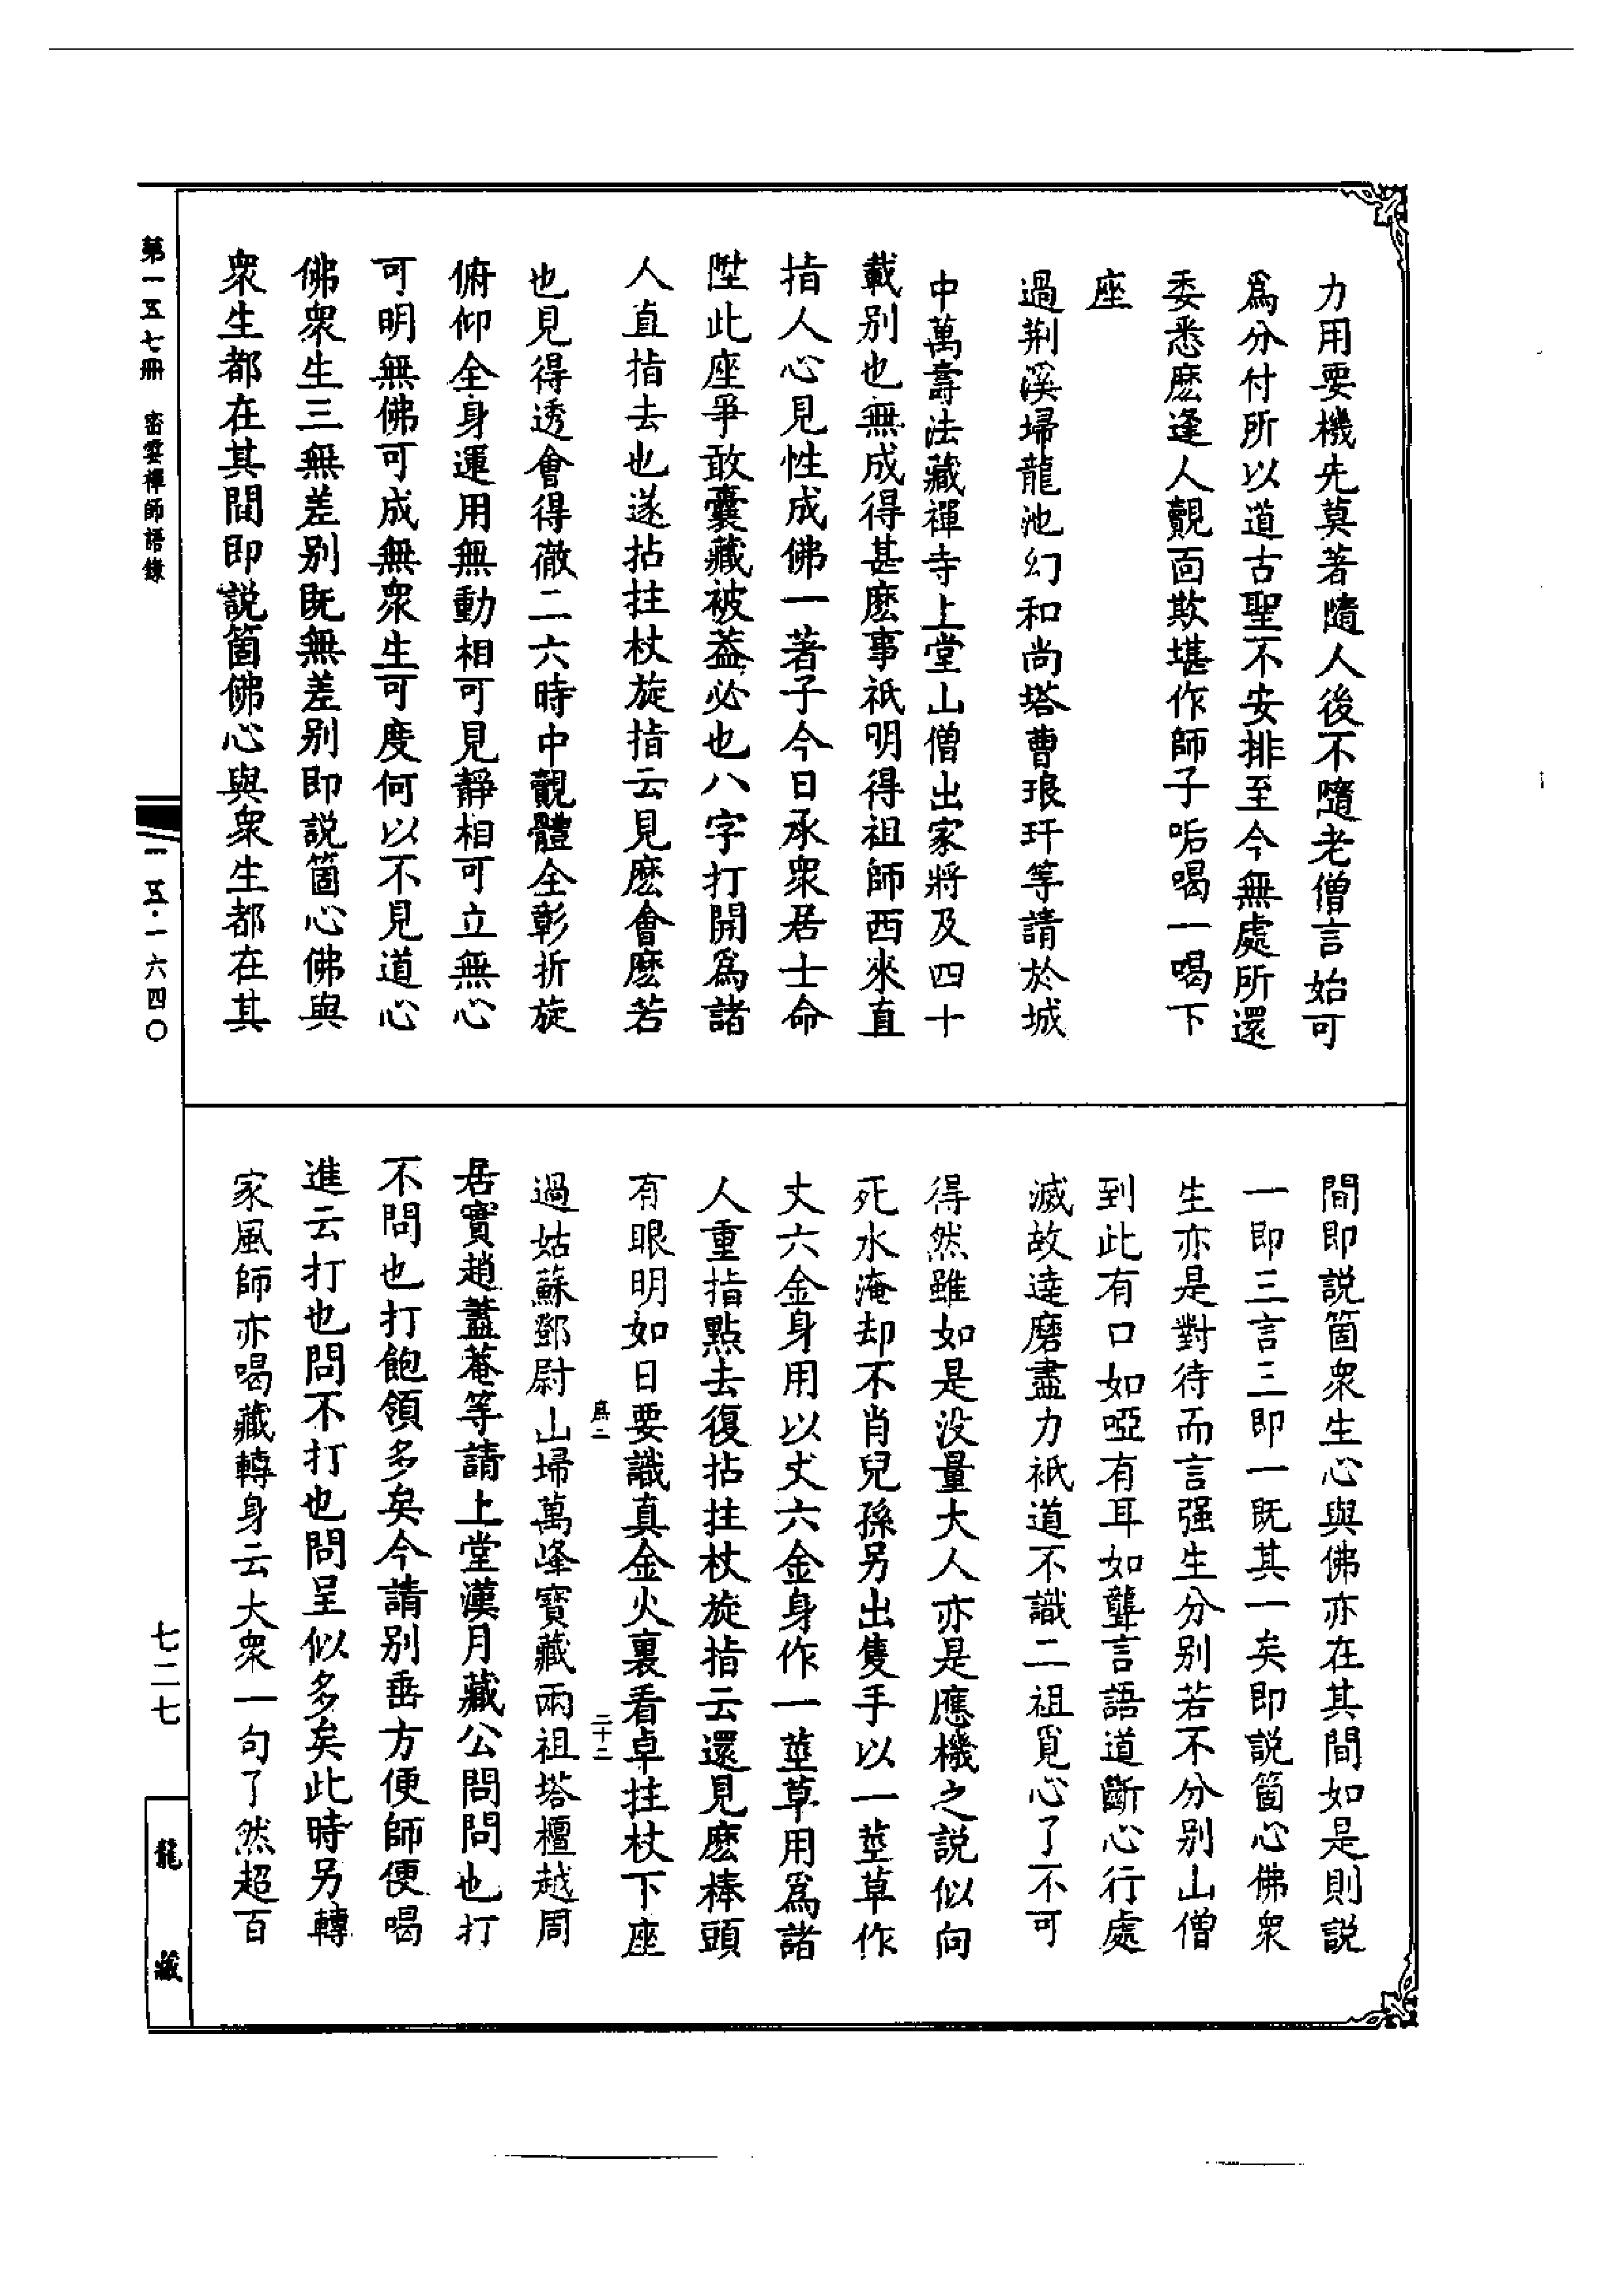 力用要機先莫著隨人後不隨老僧言始可
爲分付所以道古聖不安排至今無處所還
委悉麽逢人覿面欺堪作師子吼喝一喝下
座
過荆溪埽龍池幻和尚塔曹琅玕等請於城
中萬壽法藏禪寺上堂山僧出家將及四十
載别也無成得甚麽事祇明得祖師西來直
指人心見性成佛一著子今日承衆居士命
陞此座爭敢囊藏被葢必也八字打開爲諸
人直指去也遂拈拄杖旋指云見麽會麽若
也見得透會得徹二六時中覿體全彰折旋
俯仰全身運用無動相可見靜相可立無心
可明無佛可成無衆生可度何以不見道心
佛衆生三無差别既無差别即説箇心佛與
衆生都在其間即説箇佛心與衆生都在其
間即説箇衆生心與佛亦在其間如是則説
一即三言三即一既其一矣即説箇心佛衆
生亦是對待而言强生分别若不分别山僧
到此有口如啞有耳如聾言語道斷心行處
滅故達磨盡力祇道不識二祖覓心了不可
得然雖如是没量大人亦是應機之説似向
死水淹却不肖兒孫另出隻手以一莖草作
丈六金身用以丈六金身作一莖草用爲諸
人重指點去復拈拄杖旋指云還見麽棒頭
有眼明如日要識真金火裏看卓拄杖下座
二
二十二
過姑蘇鄧尉山埽萬峰寶藏兩祖塔檀越周
居實趙蓋菴等請上堂漢月藏公問問也打
不問也打飽領多矣今請别垂方便師便喝
進云打也問不打也問呈似多矣此時另轉
家風師亦喝藏轉身云大衆一句了然超百
第一五七冊 密雲禪師語錄
一五·一六四〇
七二七
龍藏